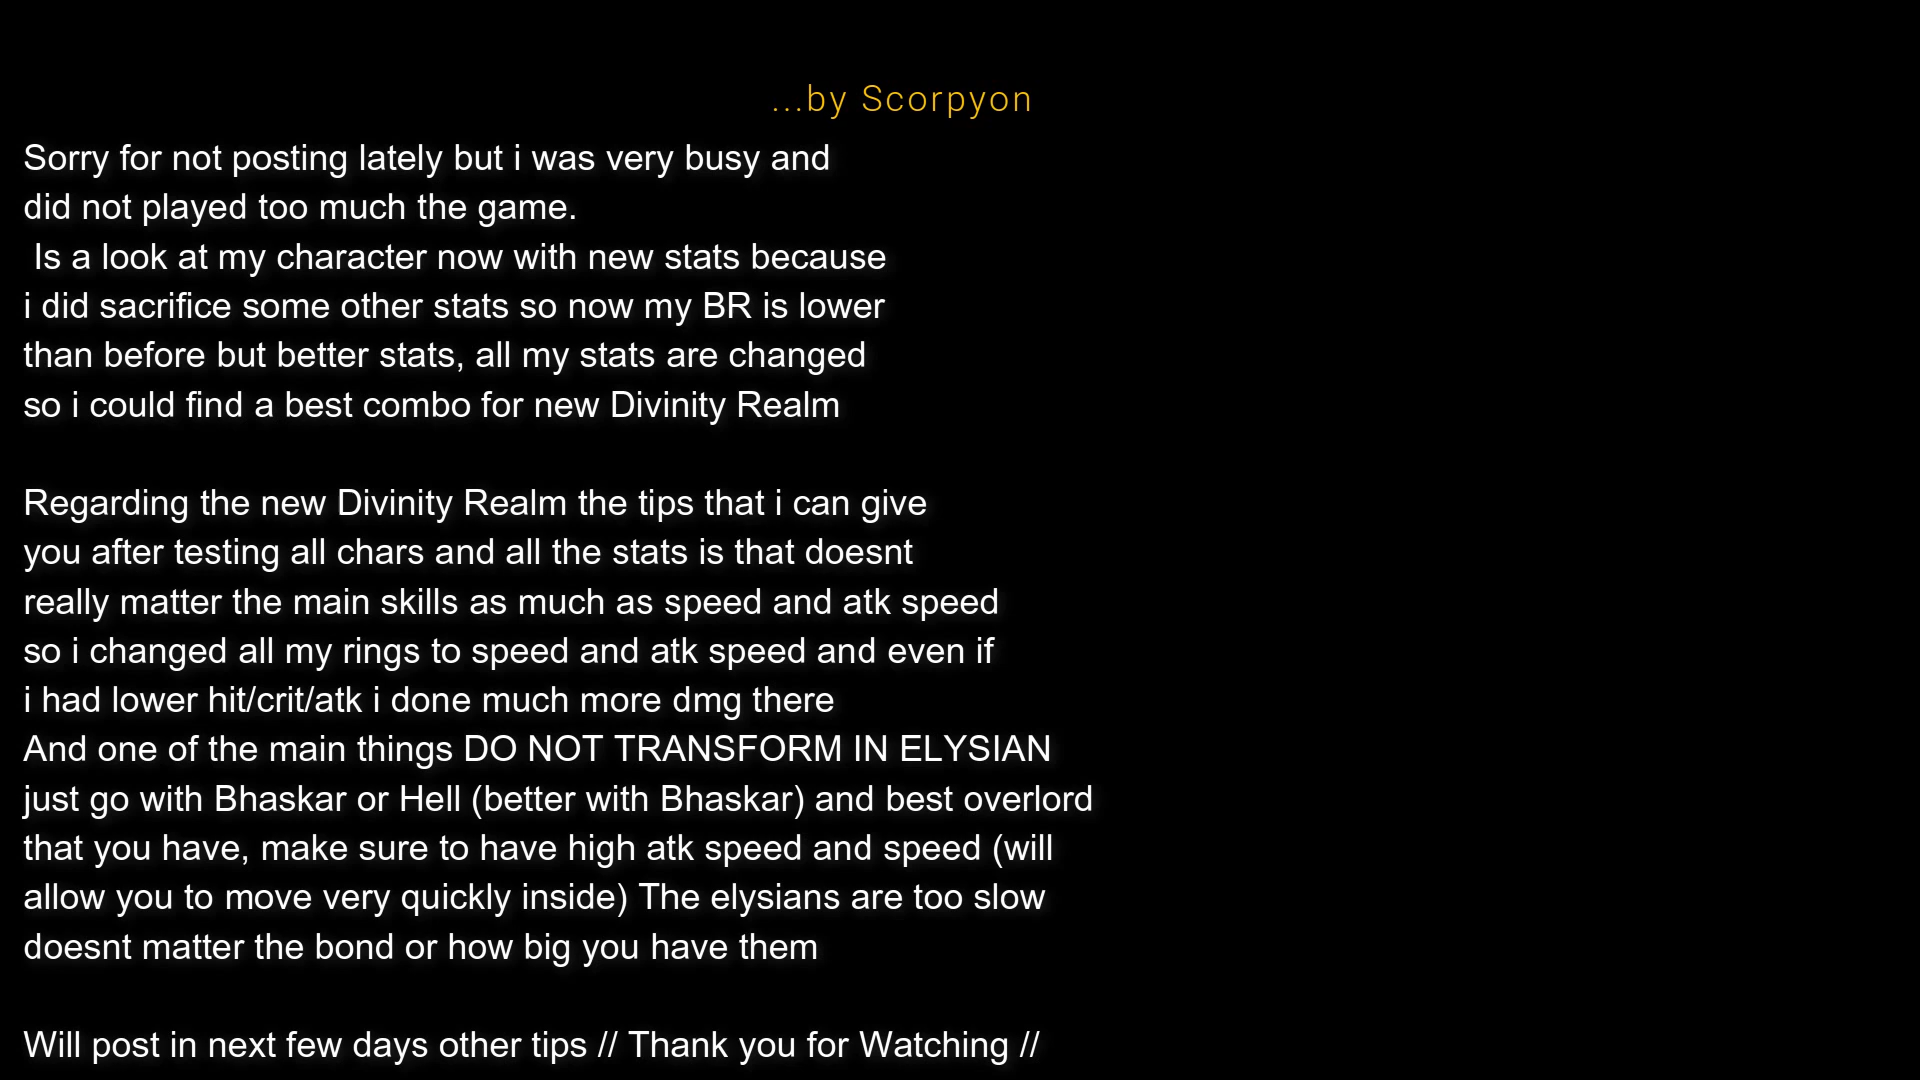 ...by Scorpyon
Sorry for not posting lately but i was very busy and
did not played too much the game.
Is a look at my character now with new stats because
i did sacrifice some other stats so now my BR is lower
than before but better stats, all my stats are changed
so i could find a best combo for new Divinity Realm
Regarding the new Divinity Realm the tips that i can give
you after testing all chars and all the stats is that doesnt
really matter the main skills as much as speed and atk speed
so i changed all my rings to speed and atk speed and even if
i had lower hit/crit/atk i done much more dmg there
And one of the main things DO NOT TRANSFORM IN ELYSIAN
just go with Bhaskar or Hell (better with Bhaskar) and best overlord
that you have, make sure to have high atk speed and speed (will
allow you to move very quickly inside) The elysians are too slow
doesnt matter the bond or how big you have them
Will post in next few days other tips // Thank you for Watching //